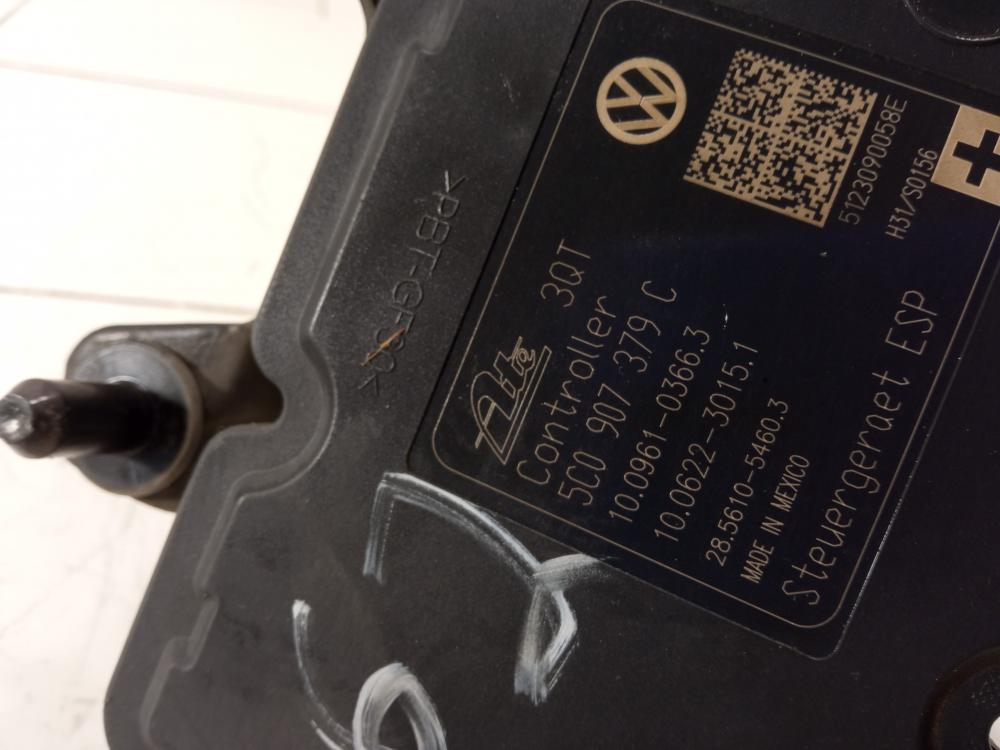 5123090058E
H31/S0156
>PBT-GF30<
Ate 3QT
Controller
5C0 907 379 C
10.0961-0366.3
10.0622-3015.1
28.5610-5460.3
MADE IN MEXICO
Steuergeraet ESP